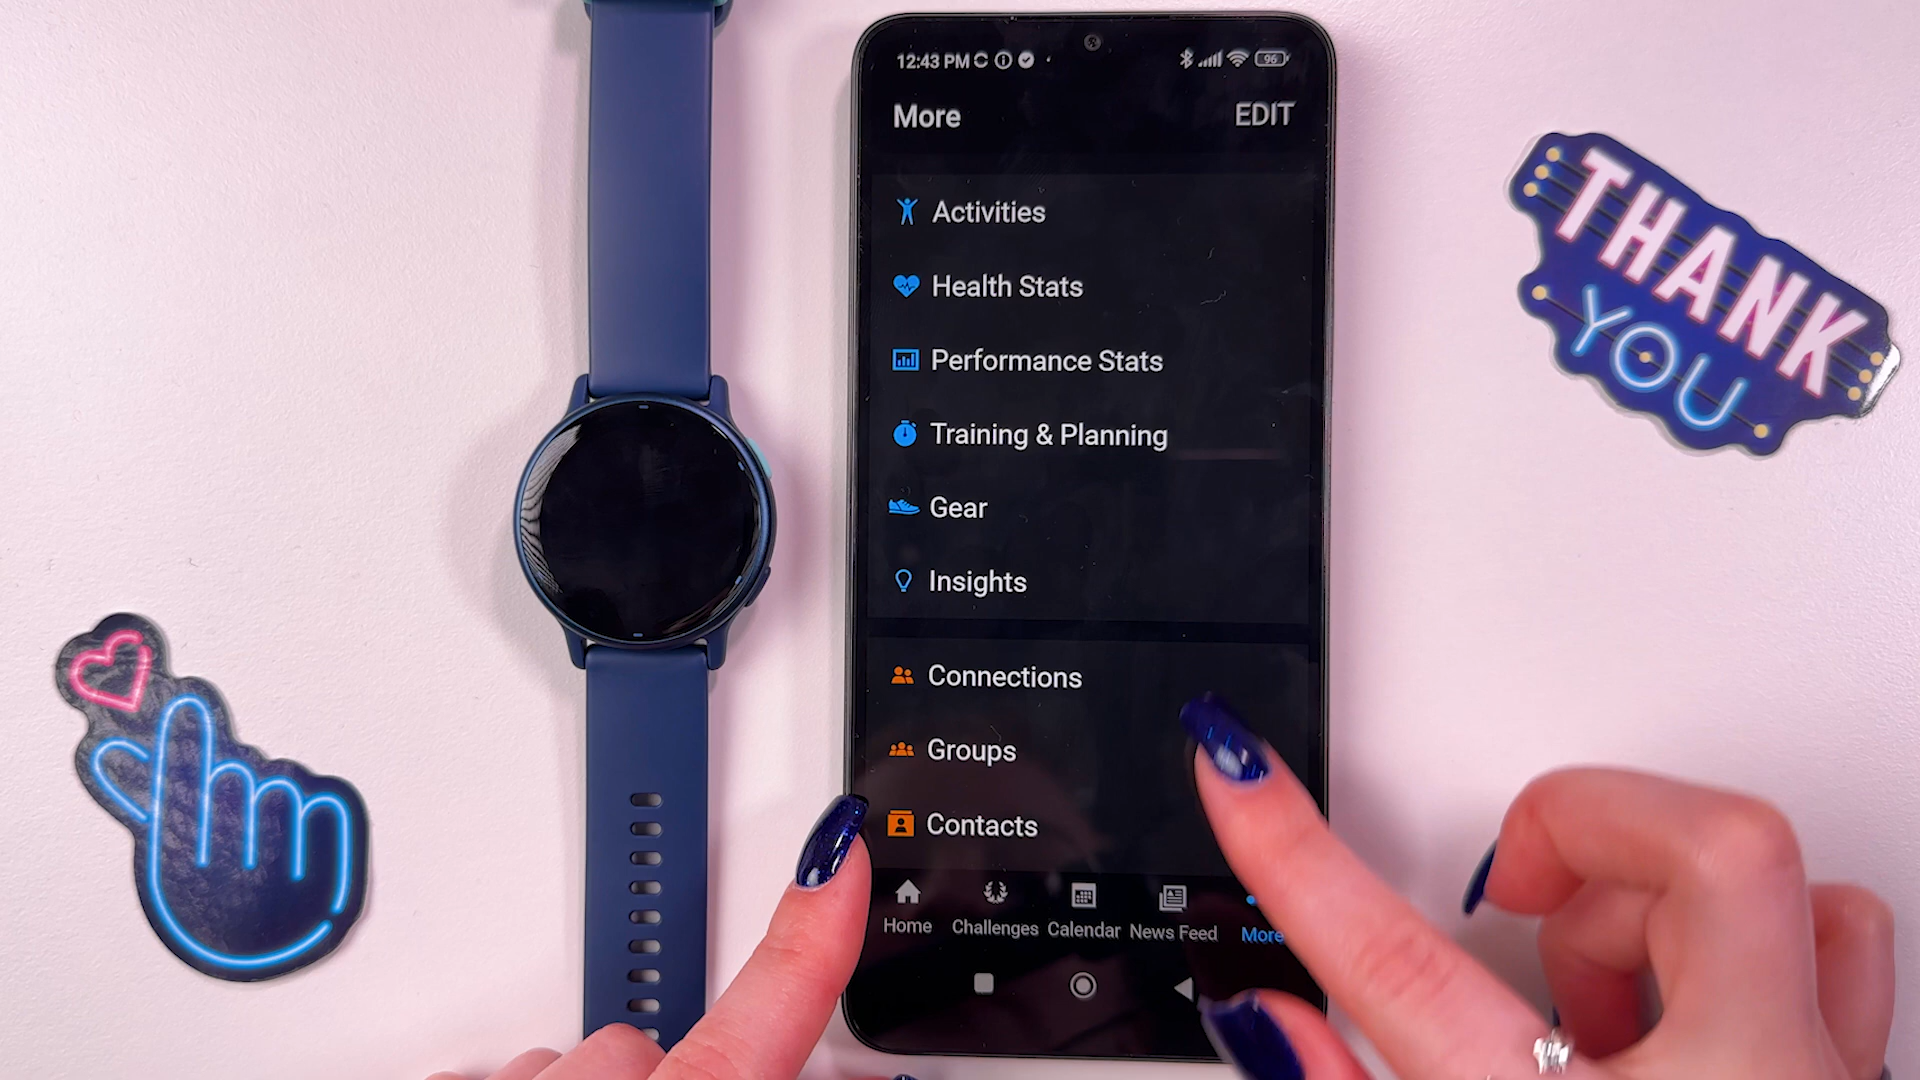 12:43 PM
96
More
EDIT
Activities
Health Stats
Performance Stats
Training & Planning
Gear
Insights
Connections
Groups
Contacts
Home
Challenges
Calendar
News Feed
More
THANK
YOU